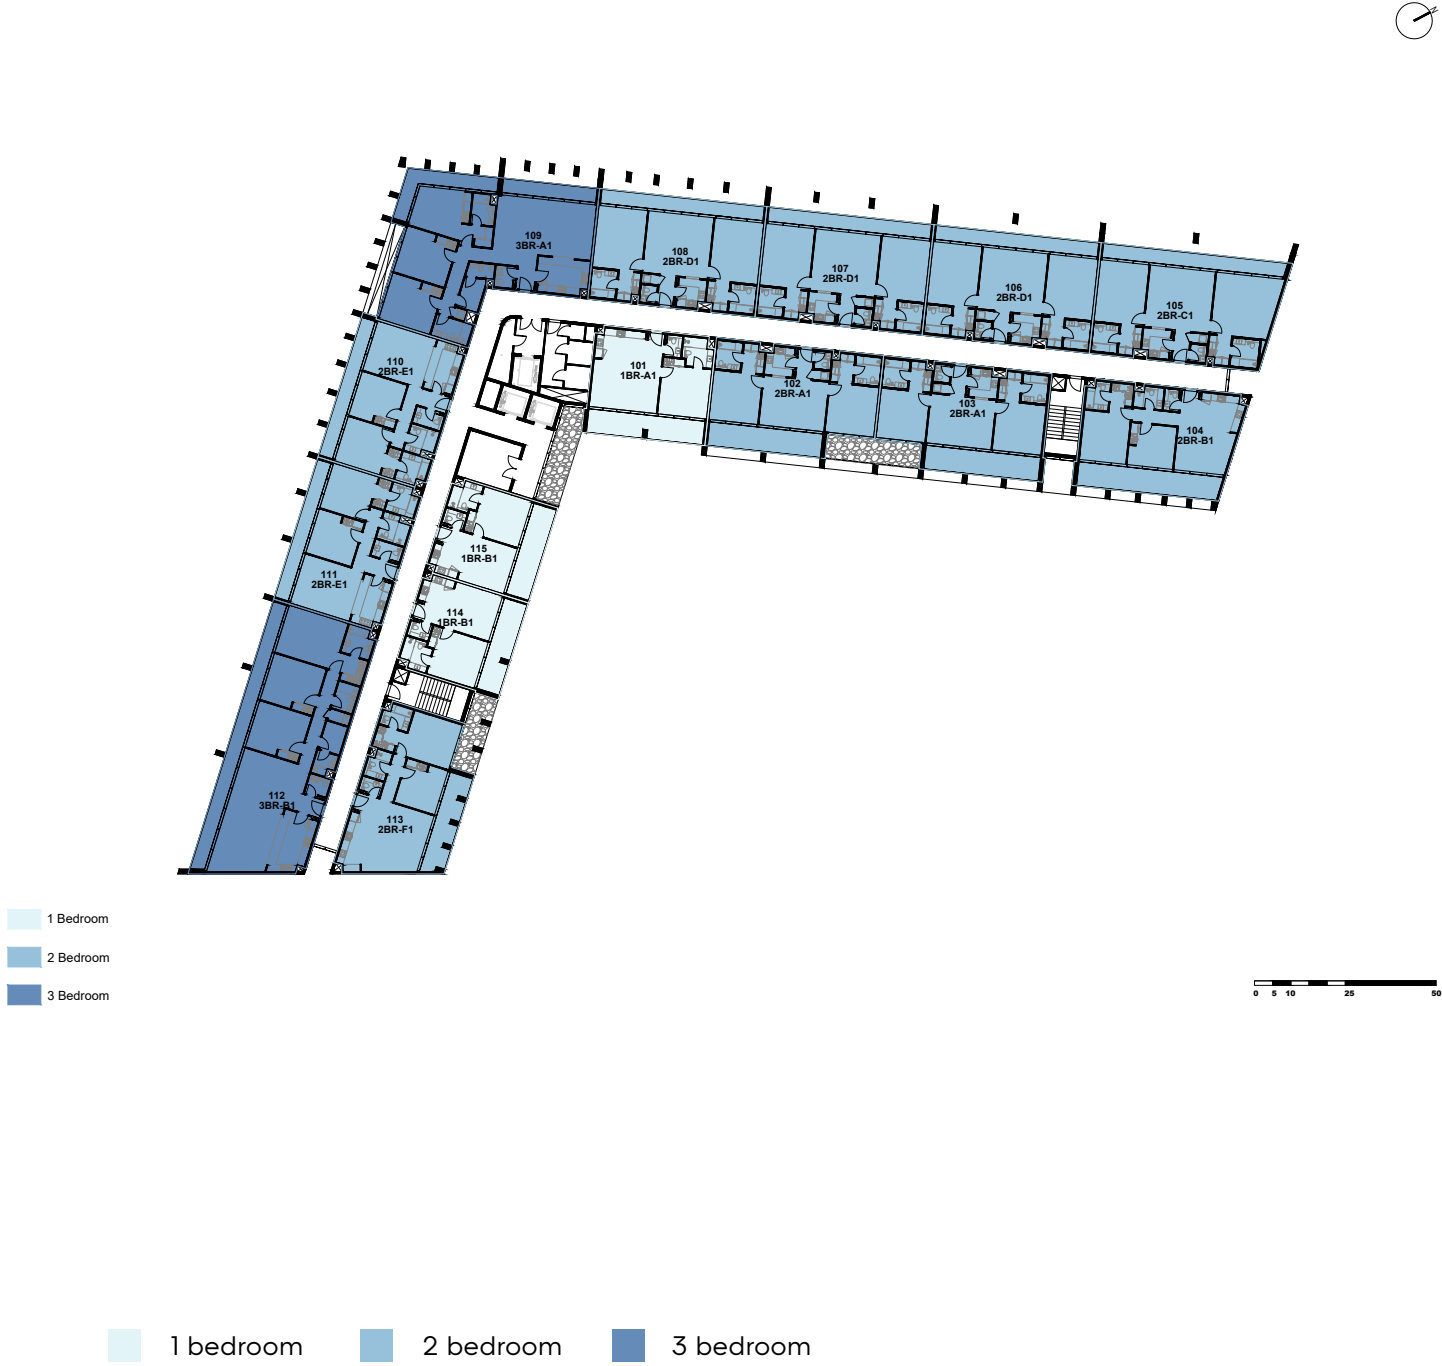 N
109
3BR-A1
108
2BR-D1
107
2BR-D1
106
2BR-D1
105
2BR-C1
110
2BR-E1
101
1BR-A1
102
2BR-A1
103
2BR-A1
104
2BR-B1
115
1BR-B1
111
2BR-E1
114
1BR-B1
112
3BR-B1
113
2BR-F1
1 Bedroom
2 Bedroom
3 Bedroom
0 5 10 25 50
1 bedroom 2 bedroom 3 bedroom